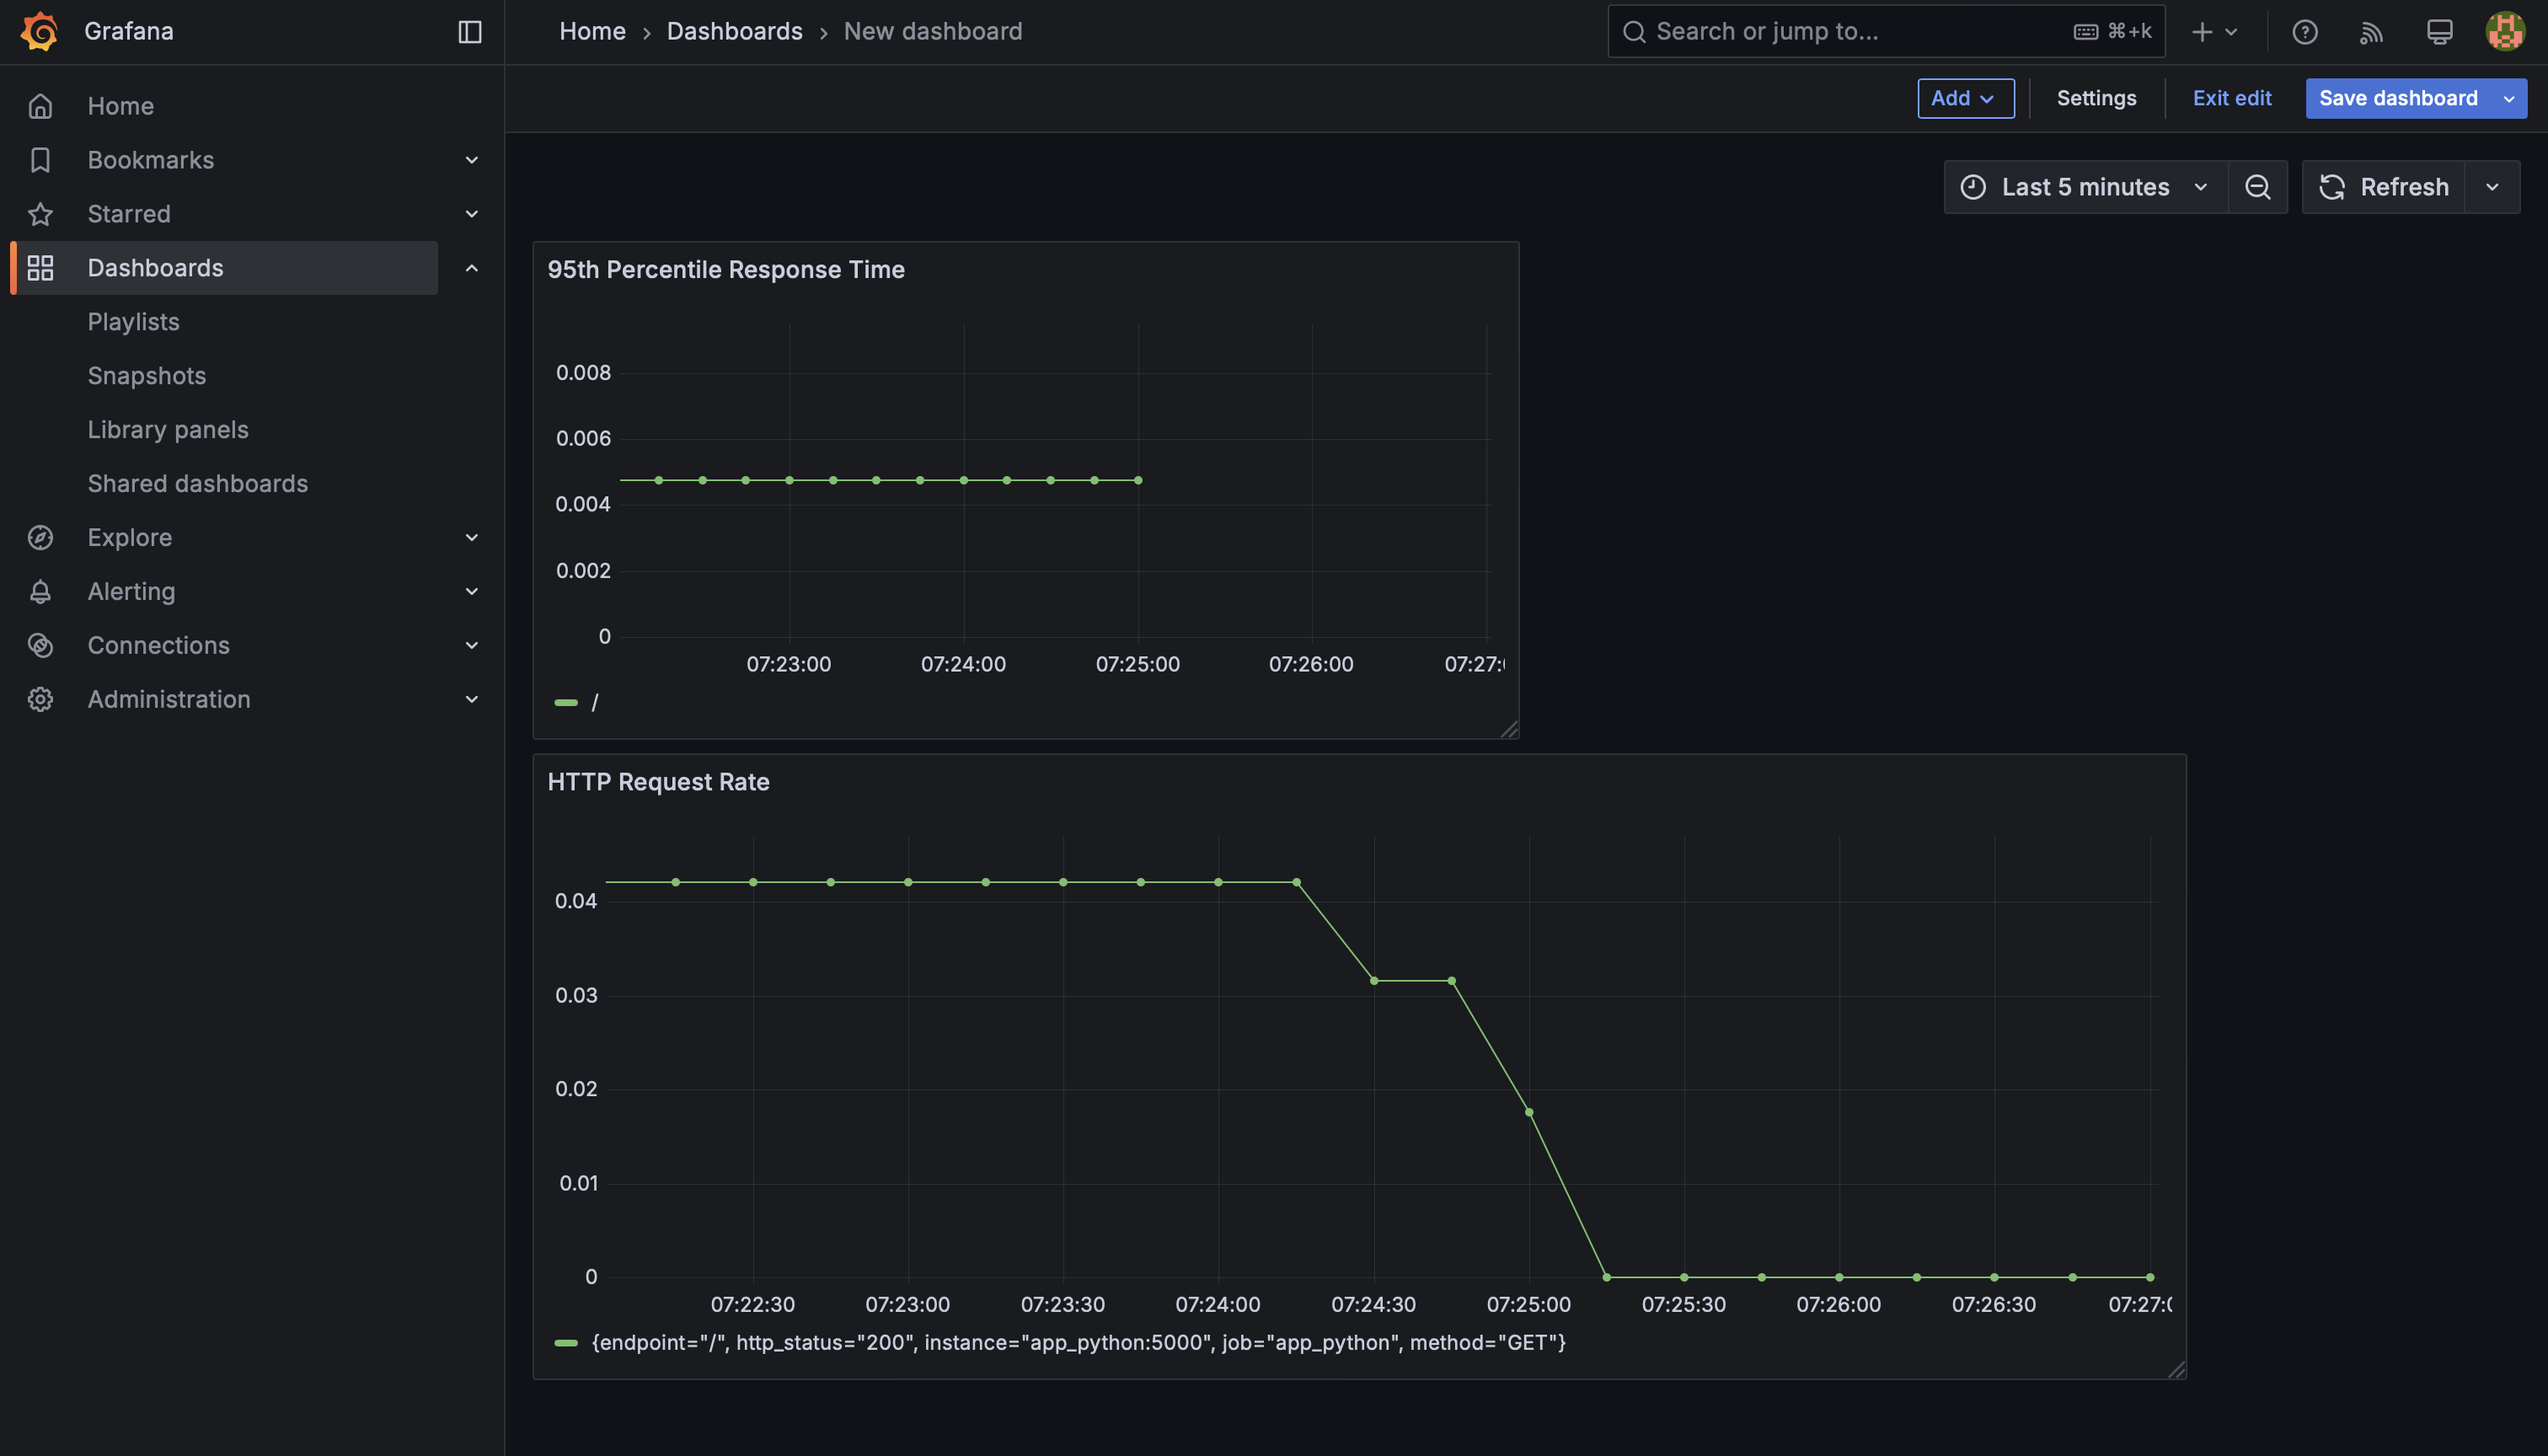 Grafana
Home › Dashboards › New dashboard
Search or jump to...
⌘+k
Add
Settings
Exit edit
Save dashboard
Last 5 minutes
Refresh
Home
Bookmarks
Starred
Dashboards
Playlists
Snapshots
Library panels
Shared dashboards
Explore
Alerting
Connections
Administration
95th Percentile Response Time
0.008
0.006
0.004
0.002
0
07:23:00 07:24:00 07:25:00 07:26:00 07:27:
/
HTTP Request Rate
0.04
0.03
0.02
0.01
0
07:22:30 07:23:00 07:23:30 07:24:00 07:24:30 07:25:00 07:25:30 07:26:00 07:26:30 07:27:
{endpoint="/", http_status="200", instance="app_python:5000", job="app_python", method="GET"}